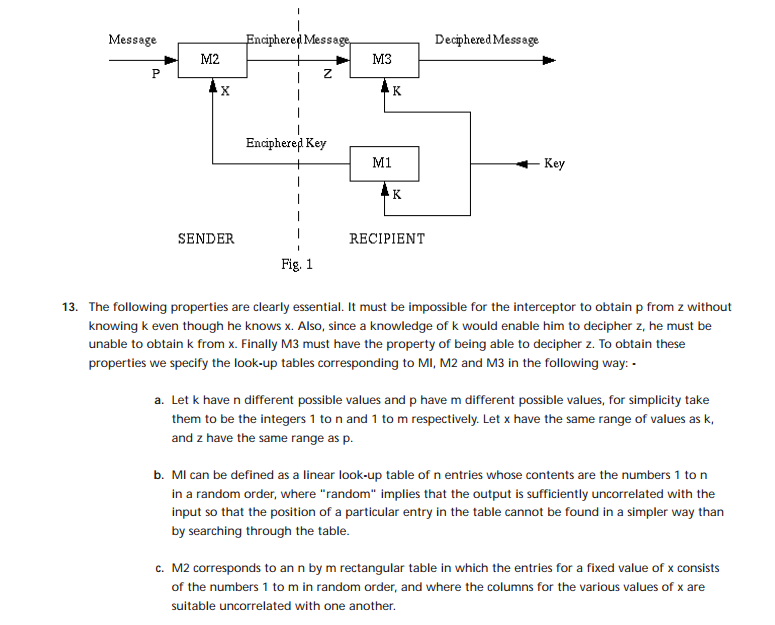 Message
Enciphered Message
Deciphered Message
M2
M3
P
Z
X
K
Enciphered Key
M1
Key
K
SENDER
RECIPIENT
Fig. 1
13. The following properties are clearly essential. It must be impossible for the interceptor to obtain p from z without
knowing k even though he knows x. Also, since a knowledge of k would enable him to decipher z, he must be
unable to obtain k from x. Finally M3 must have the property of being able to decipher z. To obtain these
properties we specify the look-up tables corresponding to MI, M2 and M3 in the following way: -
a. Let k have n different possible values and p have m different possible values, for simplicity take
them to be the integers 1 to n and 1 to m respectively. Let x have the same range of values as k,
and z have the same range as p.
b. MI can be defined as a linear look-up table of n entries whose contents are the numbers 1 to n
in a random order, where "random" implies that the output is sufficiently uncorrelated with the
input so that the position of a particular entry in the table cannot be found in a simpler way than
by searching through the table.
c. M2 corresponds to an n by m rectangular table in which the entries for a fixed value of x consists
of the numbers 1 to m in random order, and where the columns for the various values of x are
suitable uncorrelated with one another.